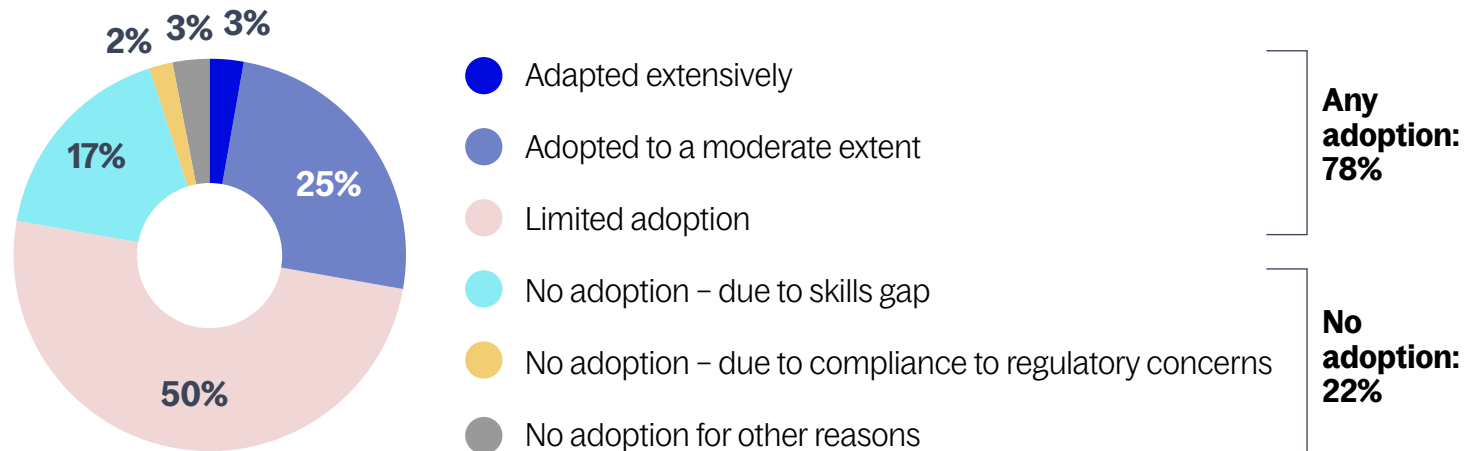 2%
3%
3%
17%
25%
50%
Adapted extensively
Adopted to a moderate extent
Limited adoption
No adoption – due to skills gap
No adoption – due to compliance to regulatory concerns
No adoption for other reasons
Any
adoption:
78%
No
adoption:
22%